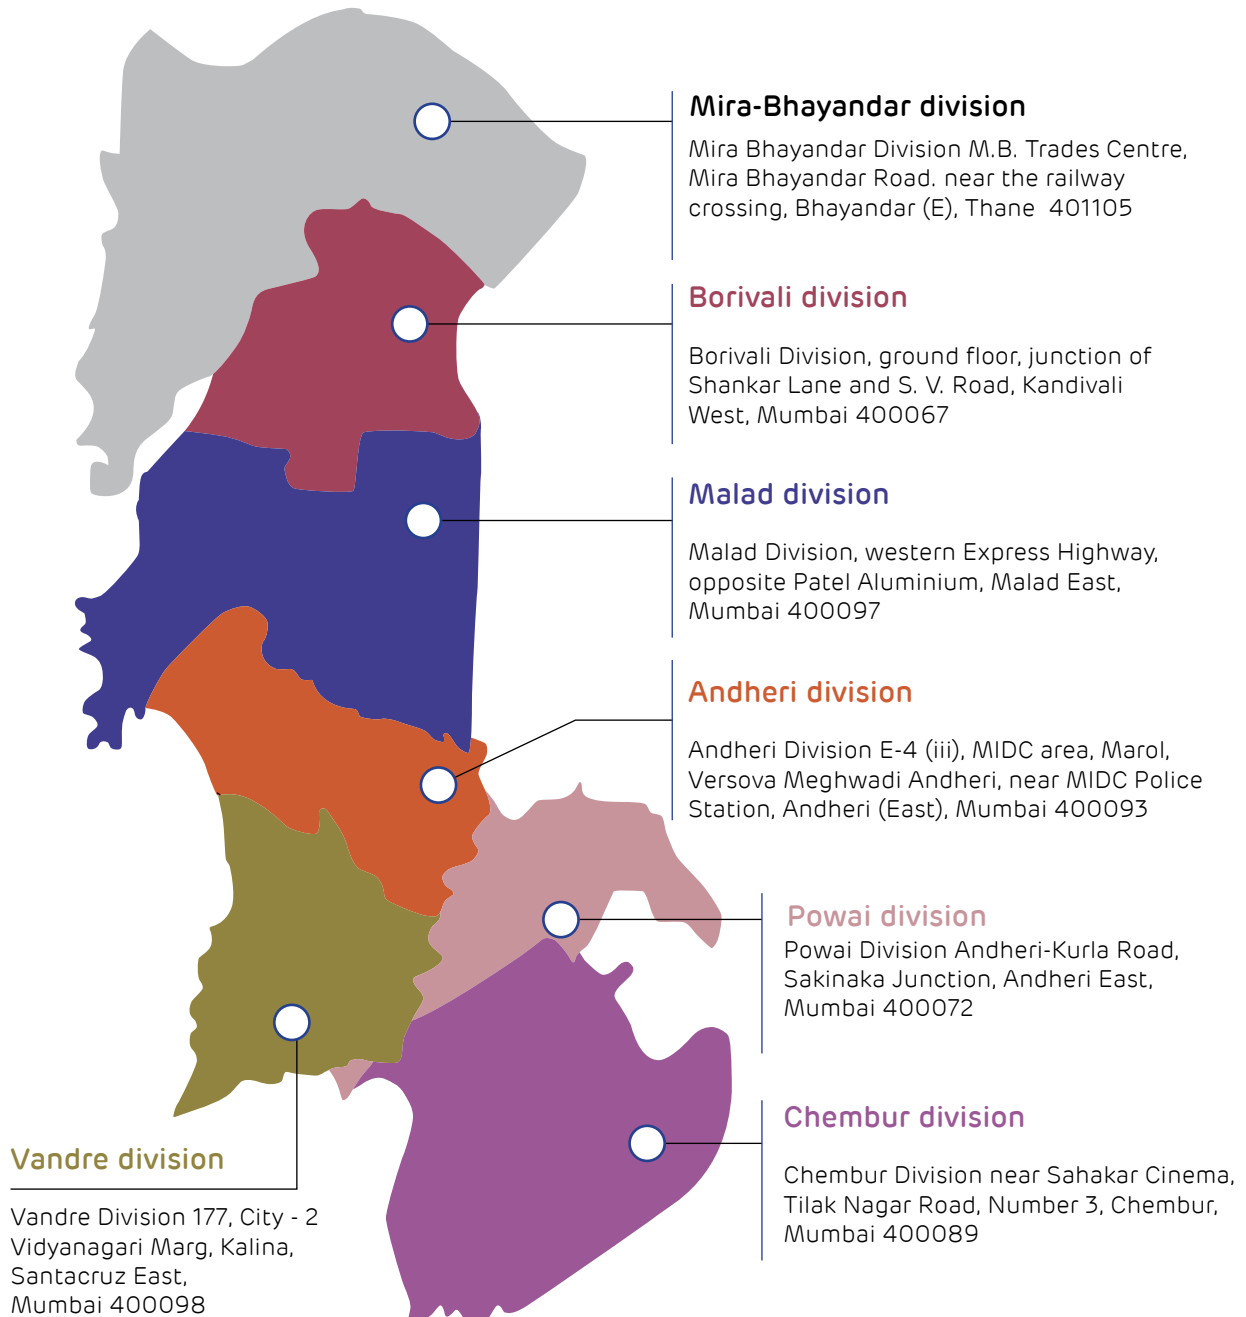 Mira-Bhayandar division
Mira Bhayandar Division M.B. Trades Centre,
Mira Bhayandar Road. near the railway
crossing, Bhayandar (E), Thane 401105
Borivali division
Borivali Division, ground floor, junction of
Shankar Lane and S. V. Road, Kandivali
West, Mumbai 400067
Malad division
Malad Division, western Express Highway,
opposite Patel Aluminium, Malad East,
Mumbai 400097
Andheri division
Andheri Division E-4 (iii), MIDC area, Marol,
Versova Meghwadi Andheri, near MIDC Police
Station, Andheri (East), Mumbai 400093
Powai division
Powai Division Andheri-Kurla Road,
Sakinaka Junction, Andheri East,
Mumbai 400072
Chembur division
Chembur Division near Sahakar Cinema,
Tilak Nagar Road, Number 3, Chembur,
Mumbai 400089
Vandre division
Vandre Division 177, City - 2
Vidyanagari Marg, Kalina,
Santacruz East,
Mumbai 400098